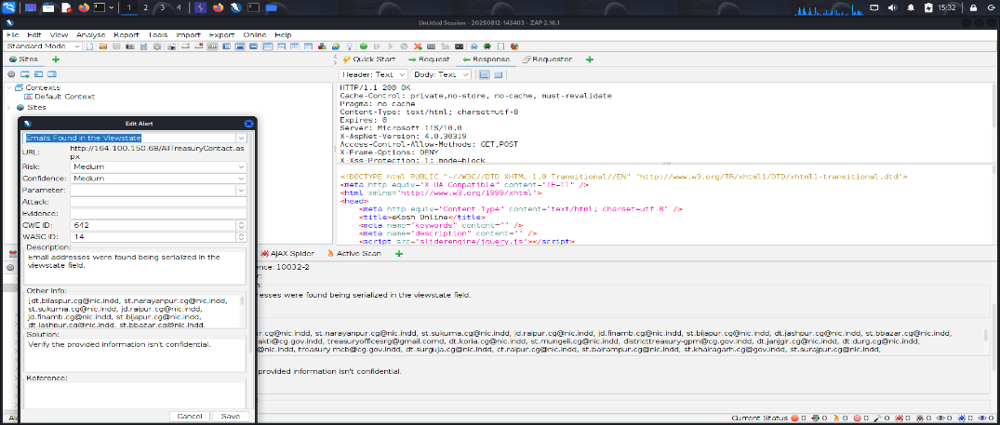 1 2 3 4
15:32
Untitled Session - 20250812-143403 - ZAP 2.16.1
File Edit View Analyse Report Tools Import Export Online Help
Standard Mode
Sites
Quick Start Request Response Requester
Header: Text Body: Text
Contexts
Default Context
Sites
HTTP/1.1 200 OK
Cache-Control: private,no-store, no-cache, must-revalidate
Pragma: no-cache
Content-Type: text/html; charset=utf-8
Expires: 0
Server: Microsoft-IIS/10.0
X-AspNet-Version: 4.0.30319
Access-Control-Allow-Methods: GET,POST
X-Frame-Options: DENY
X-Xss-Protection: 1; mode=block
<!DOCTYPE html PUBLIC "-//W3C//DTD XHTML 1.0 Transitional//EN" "http://www.w3.org/TR/xhtml1/DTD/xhtml1-transitional.dtd">
<meta http-equiv="X-UA-Compatible" content="IE=11" />
<html xmlns="http://www.w3.org/1999/xhtml">
<head>
<meta http-equiv="Content-Type" content="text/html; charset=utf-8" />
<title>eKosh Online</title>
<meta name="keywords" content="" />
<meta name="description" content="" />
<script src="sliderengine/jquery.js"></script>
Edit Alert
Emails Found in the Viewstate
URL: http://164.100.150.68/AllTreasuryContact.as
px
Risk: Medium
Confidence: Medium
Parameter:
Attack:
Evidence:
CWE ID: 642
WASC ID: 14
Description:
Email addresses were found being serialized in the
viewstate field.
Other Info:
[dt.bilaspur.cg@nic.indd, st.narayanpur.cg@nic.indd,
st.sukuma.cg@nic.indd, jd.raipur.cg@nic.indd,
jd.finamb.cg@nic.indd, st.bijapur.cg@nic.indd,
dt.jashpur.cg@nic.indd, st.bbazar.cg@nic.indd,
Solution:
Verify the provided information isn't confidential.
Reference:
Cancel Save
AJAX Spider Active Scan
ence: 10032-2
esses were found being serialized in the viewstate field.
ur.cg@nic.indd, st.narayanpur.cg@nic.indd, st.sukuma.cg@nic.indd, jd.raipur.cg@nic.indd, jd.finamb.cg@nic.indd, st.bijapur.cg@nic.indd, dt.jashpur.cg@nic.indd, st.bbazar.cg@nic.indd,
akti@cg.gov.indd, treasuryofficesrg@gmail.comd, dt.koria.cg@nic.indd, st.mungeli.cg@nic.indd, districttreasury-gpm@cg.gov.indd, dt.janjgir.cg@nic.indd, dt.durg.cg@nic.indd,
@nic.indd, treasury-mcb@cg.gov.indd, dt.surguja.cg@nic.indd, ct.raipur.cg@nic.indd, st.balrampur.cg@nic.indd, st.khairagarh.cg@gov.indd, st.surajpur.cg@nic.indd,
provided information isn't confidential.
Current Status 0 0 0 0 0 0 0 0 0 0